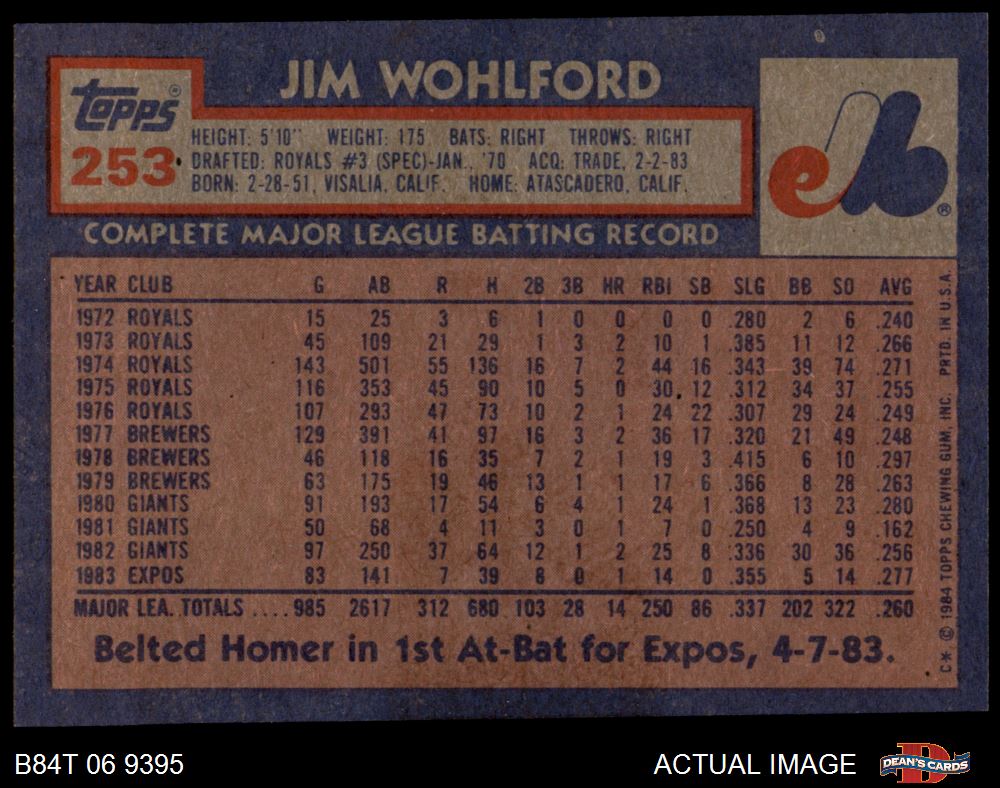 JIM WOHLFORD
topps®
253
HEIGHT: 5'10" WEIGHT: 175 BATS: RIGHT THROWS: RIGHT
DRAFTED: ROYALS #3 (SPEC)-JAN., '70 ACQ: TRADE, 2-2-83
BORN: 2-28-51, VISALIA, CALIF. HOME: ATASCADERO, CALIF.
eb®
COMPLETE MAJOR LEAGUE BATTING RECORD
YEAR CLUB G AB R H 2B 3B HR RBI SB SLG BB SO AVG
1972 ROYALS 15 25 3 6 1 0 0 0 0 .280 2 6 .240
1973 ROYALS 45 109 21 29 1 3 2 10 1 .385 11 12 .266
1974 ROYALS 143 501 55 136 16 7 2 44 16 .343 39 74 .271
1975 ROYALS 116 353 45 90 10 5 0 30 12 .312 34 37 .255
1976 ROYALS 107 293 47 73 10 2 1 24 22 .307 29 24 .249
1977 BREWERS 129 391 41 97 16 3 2 36 17 .320 21 49 .248
1978 BREWERS 46 118 16 35 7 2 1 19 3 .415 6 10 .297
1979 BREWERS 63 175 19 46 13 1 1 17 6 .366 8 28 .263
1980 GIANTS 91 193 17 54 6 4 1 24 1 .368 13 23 .280
1981 GIANTS 50 68 4 11 3 0 1 7 0 .250 4 9 .162
1982 GIANTS 97 250 37 64 12 1 2 25 8 .336 30 36 .256
1983 EXPOS 83 141 7 39 8 0 1 14 0 .355 5 14 .277
MAJOR LEA. TOTALS ....985 2617 312 680 103 28 14 250 86 .337 202 322 .260
Belted Homer in 1st At-Bat for Expos, 4-7-83.
C* © 1984 TOPPS CHEWING GUM, INC. PRTD. IN U.S.A.
B84T 06 9395
ACTUAL IMAGE
D
DEAN'S CARDS